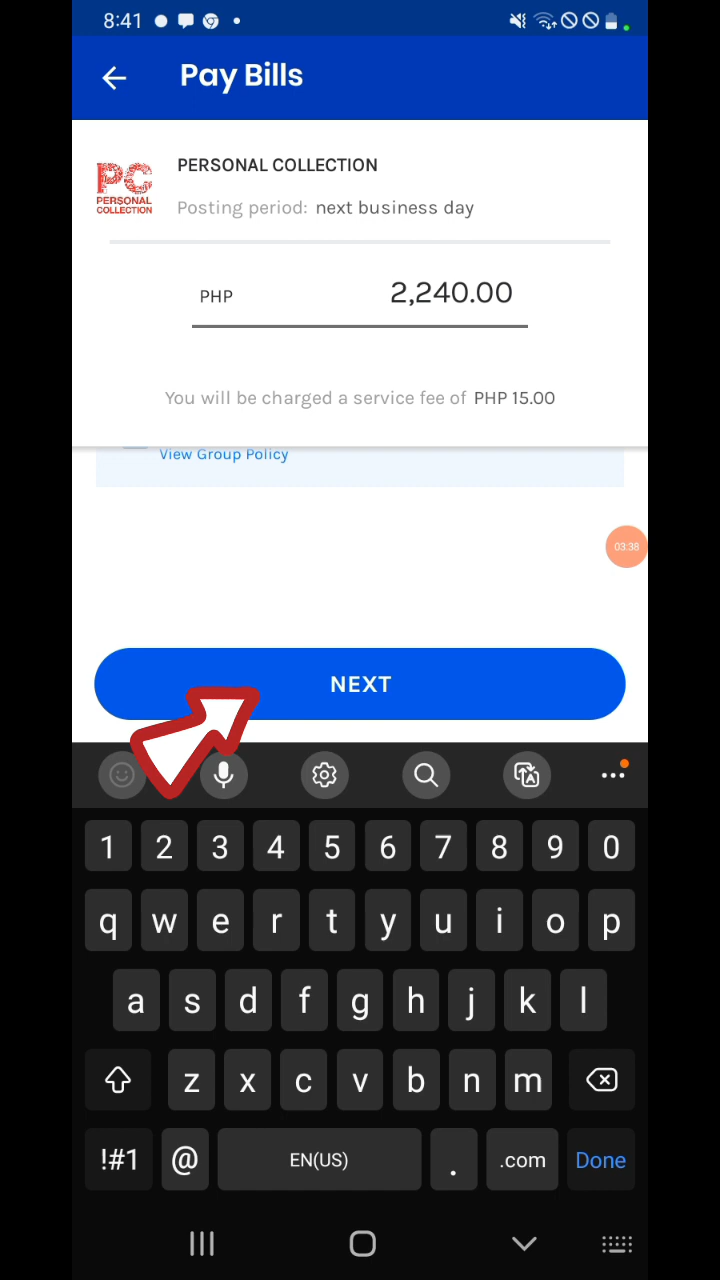 8:41
Pay Bills
PERSONAL COLLECTION
PC
PERSONAL
COLLECTION
Posting period: next business day
PHP 2,240.00
You will be charged a service fee of PHP 15.00
View Group Policy
03:38
NEXT
1 2 3 4 5 6 7 8 9 0
q w e r t y u i o p
a s d f g h j k l
z x c v b n m
!#1 @ EN(US) . .com Done